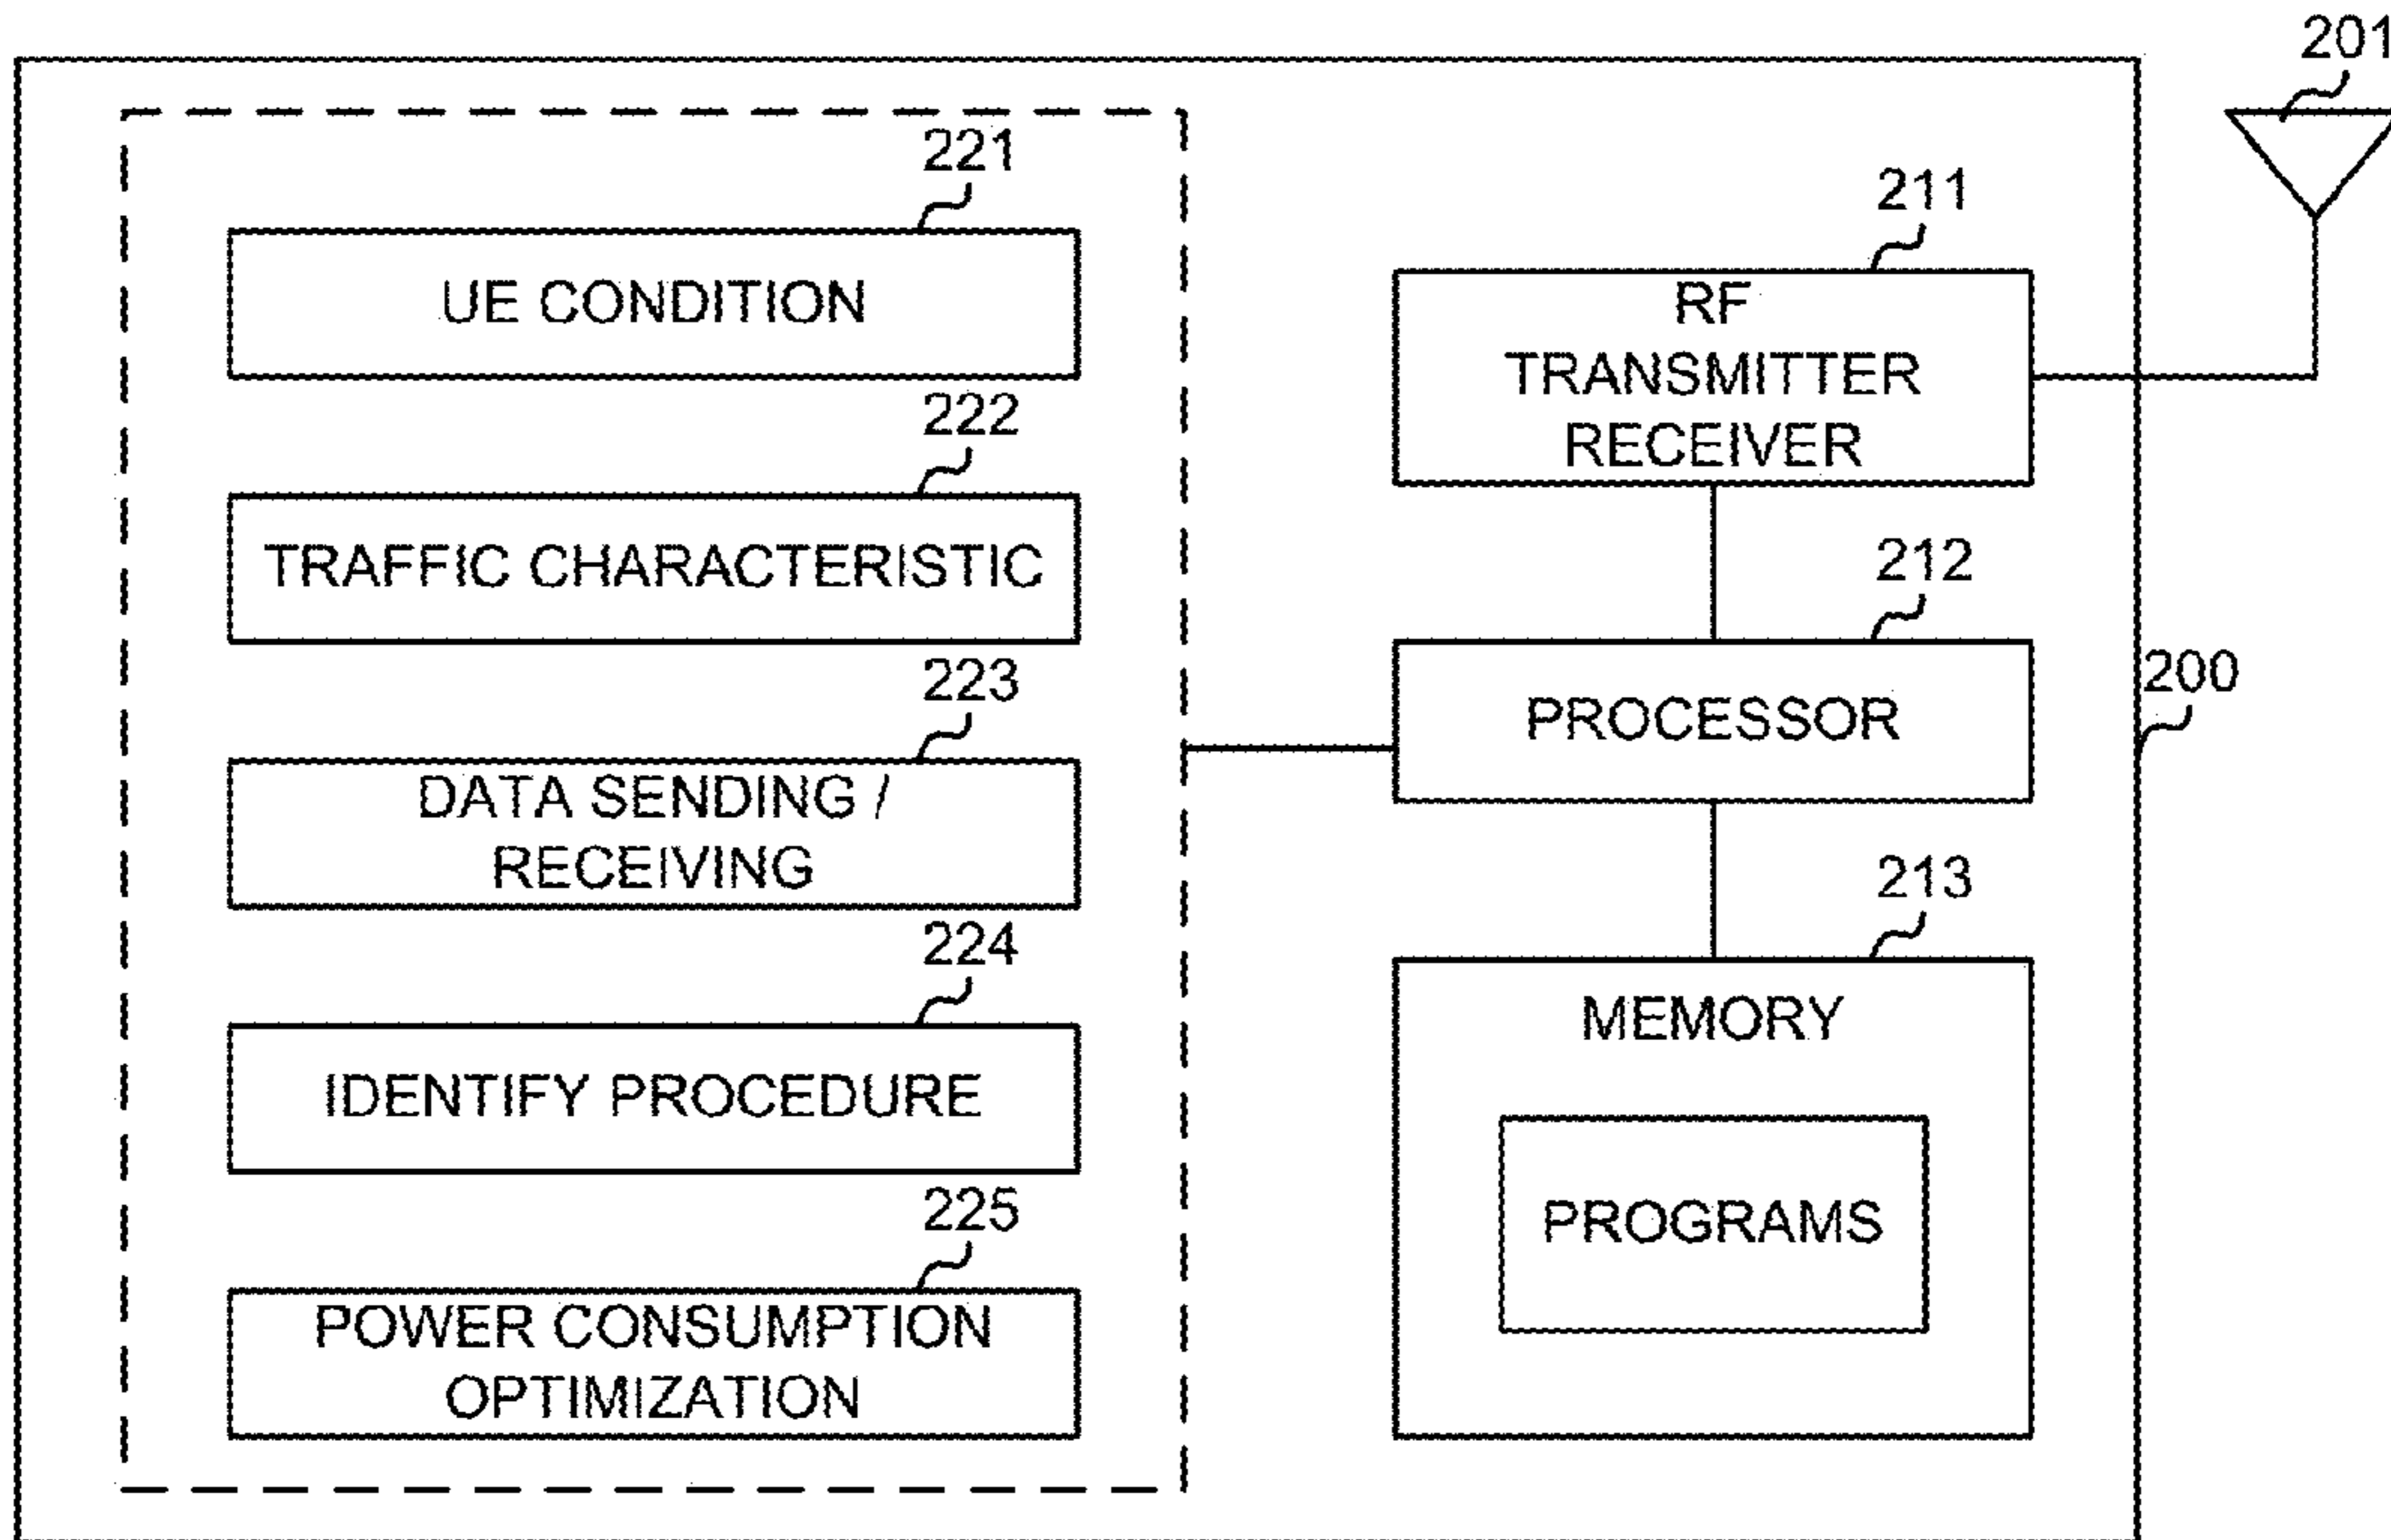 201
221
UE CONDITION
222
TRAFFIC CHARACTERISTIC
223
DATA SENDING /
RECEIVING
224
IDENTIFY PROCEDURE
225
POWER CONSUMPTION
OPTIMIZATION
211
RF
TRANSMITTER
RECEIVER
212
PROCESSOR
200
213
MEMORY
PROGRAMS